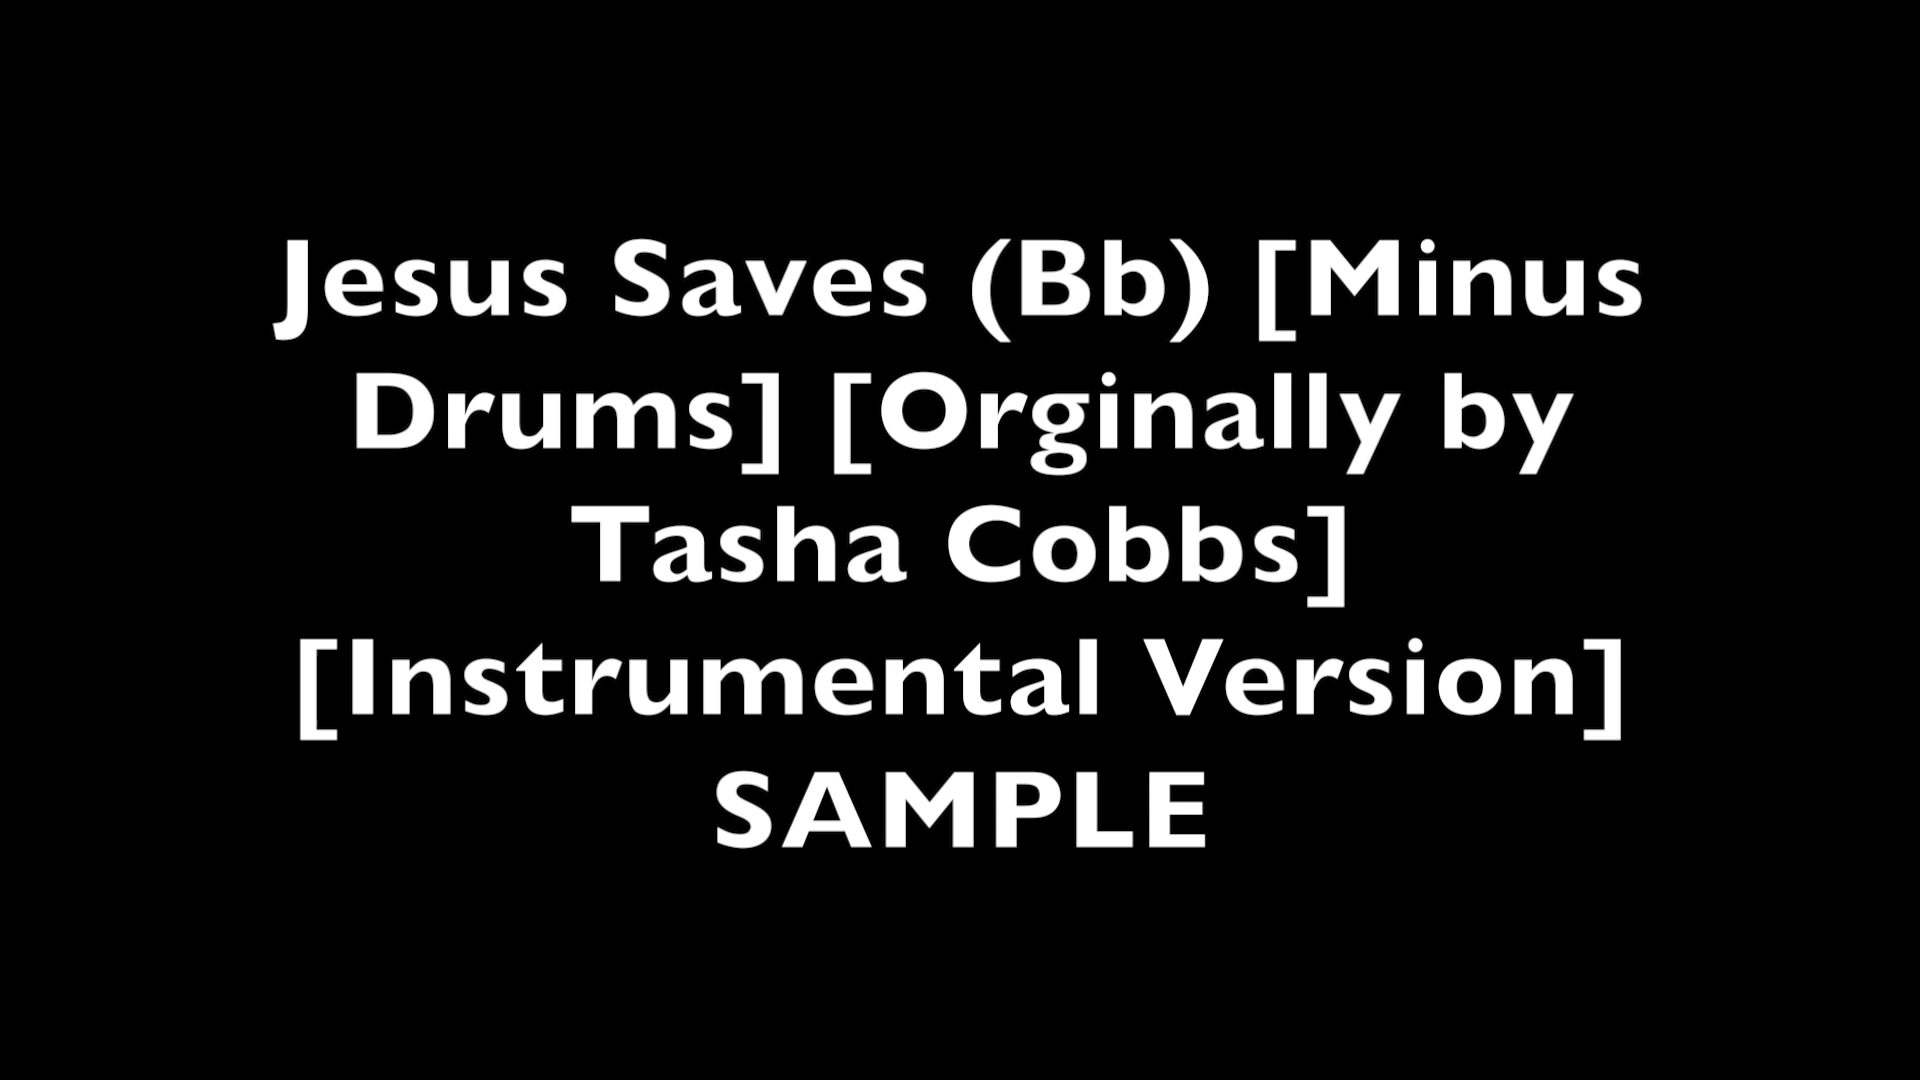 Jesus Saves (Bb) [Minus
Drums] [Orginally by
Tasha Cobbs]
[Instrumental Version]
SAMPLE